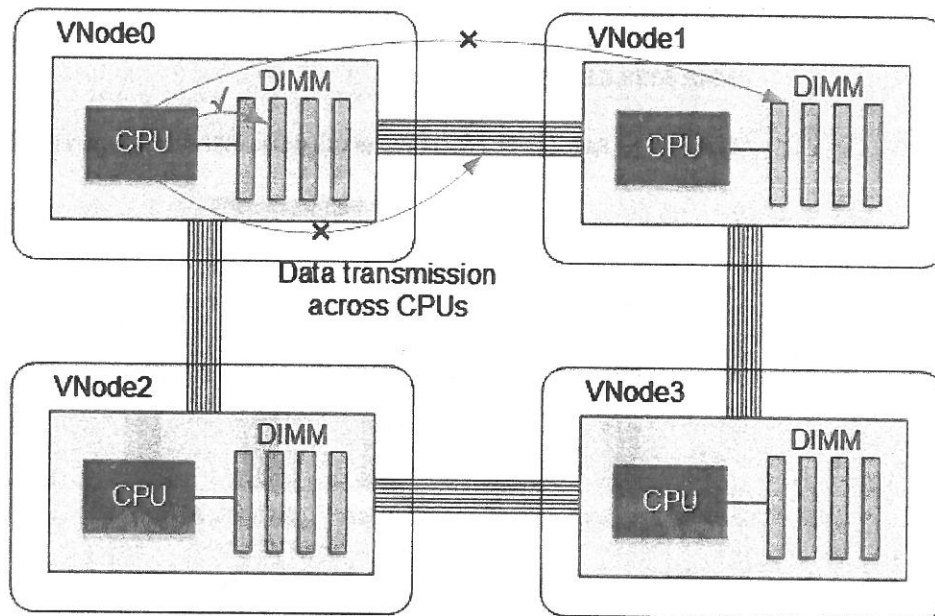 VNode0
VNode1
DIMM
DIMM
CPU
CPU
Data transmission
across CPUs
VNode2
VNode3
DIMM
DIMM
CPU
CPU